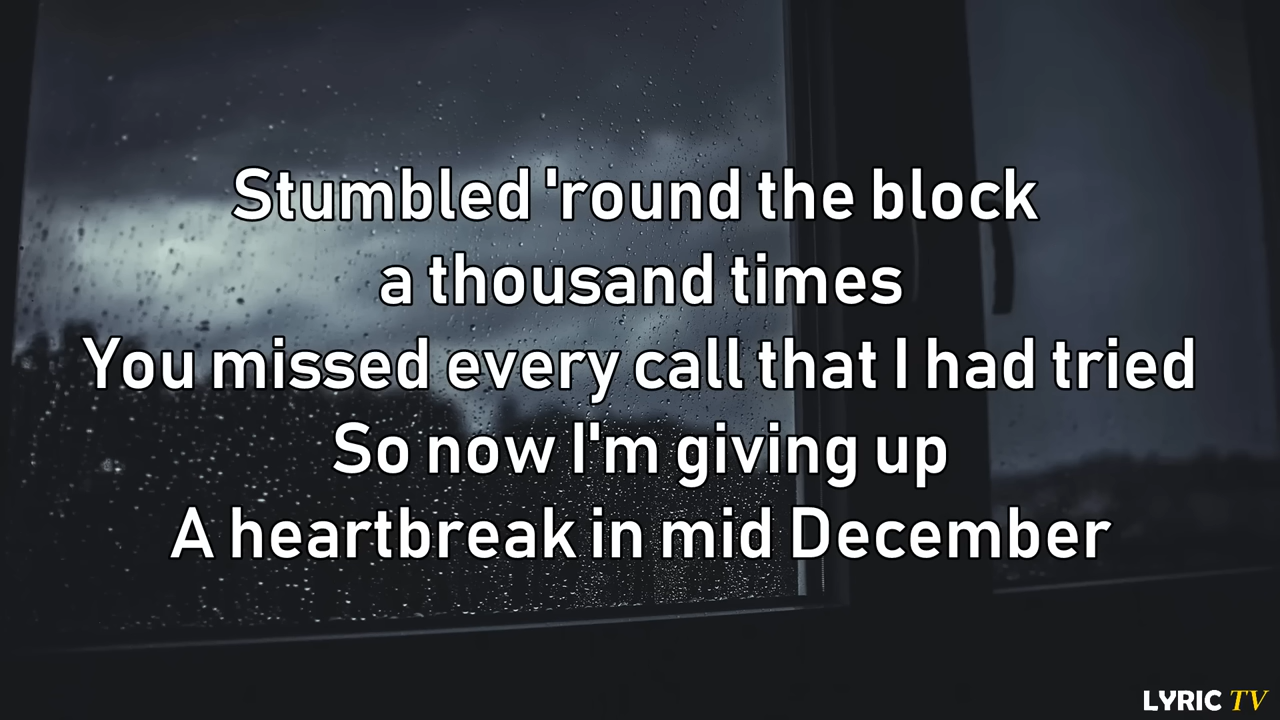 Stumbled 'round the block
a thousand times
You missed every call that I had tried
So now I'm giving up
A heartbreak in mid December
LYRIC TV